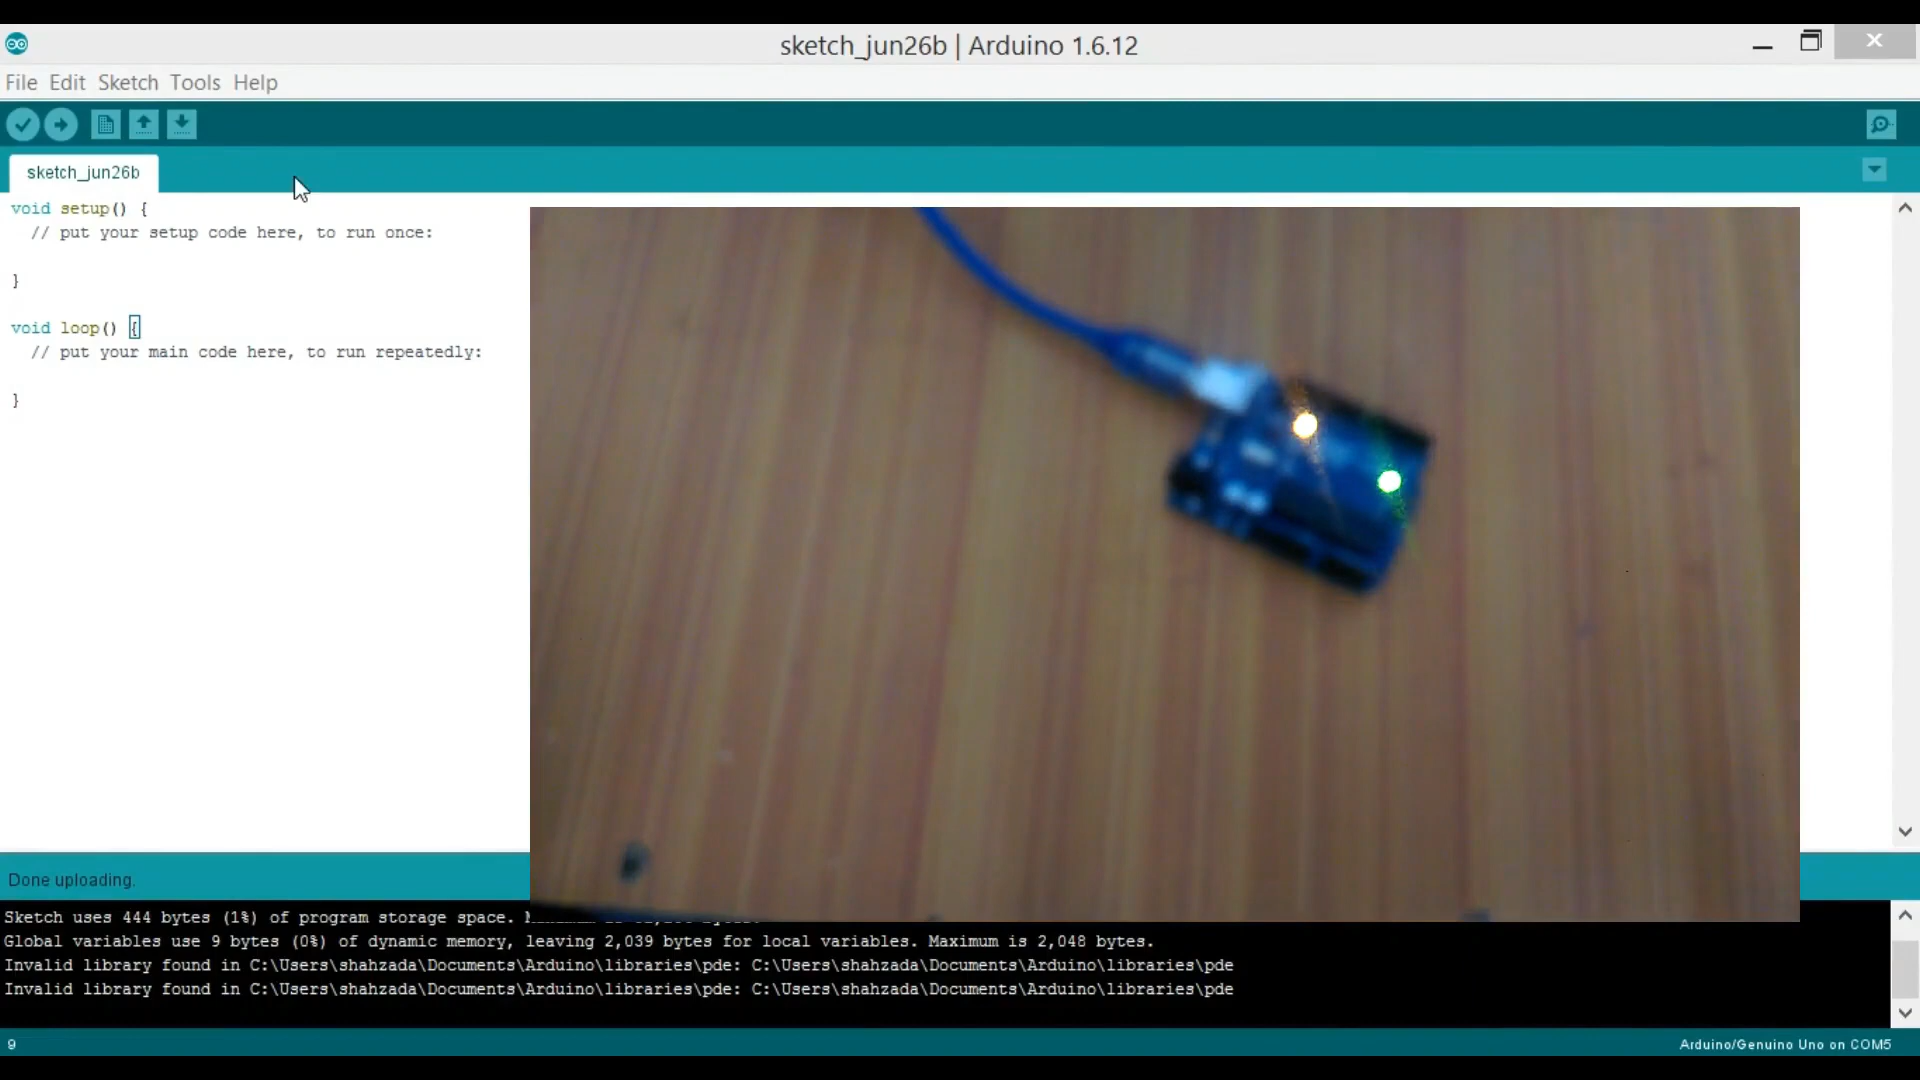 sketch_jun26b | Arduino 1.6.12
File Edit Sketch Tools Help
sketch_jun26b
void setup() {
// put your setup code here, to run once:
}
void loop() {
// put your main code here, to run repeatedly:
}
Done uploading.
Sketch uses 444 bytes (1%) of program storage space.
Global variables use 9 bytes (0%) of dynamic memory, leaving 2,039 bytes for local variables. Maximum is 2,048 bytes.
Invalid library found in C:\Users\shahzada\Documents\Arduino\libraries\pde: C:\Users\shahzada\Documents\Arduino\libraries\pde
Invalid library found in C:\Users\shahzada\Documents\Arduino\libraries\pde: C:\Users\shahzada\Documents\Arduino\libraries\pde
9 Arduino/Genuino Uno on COM5